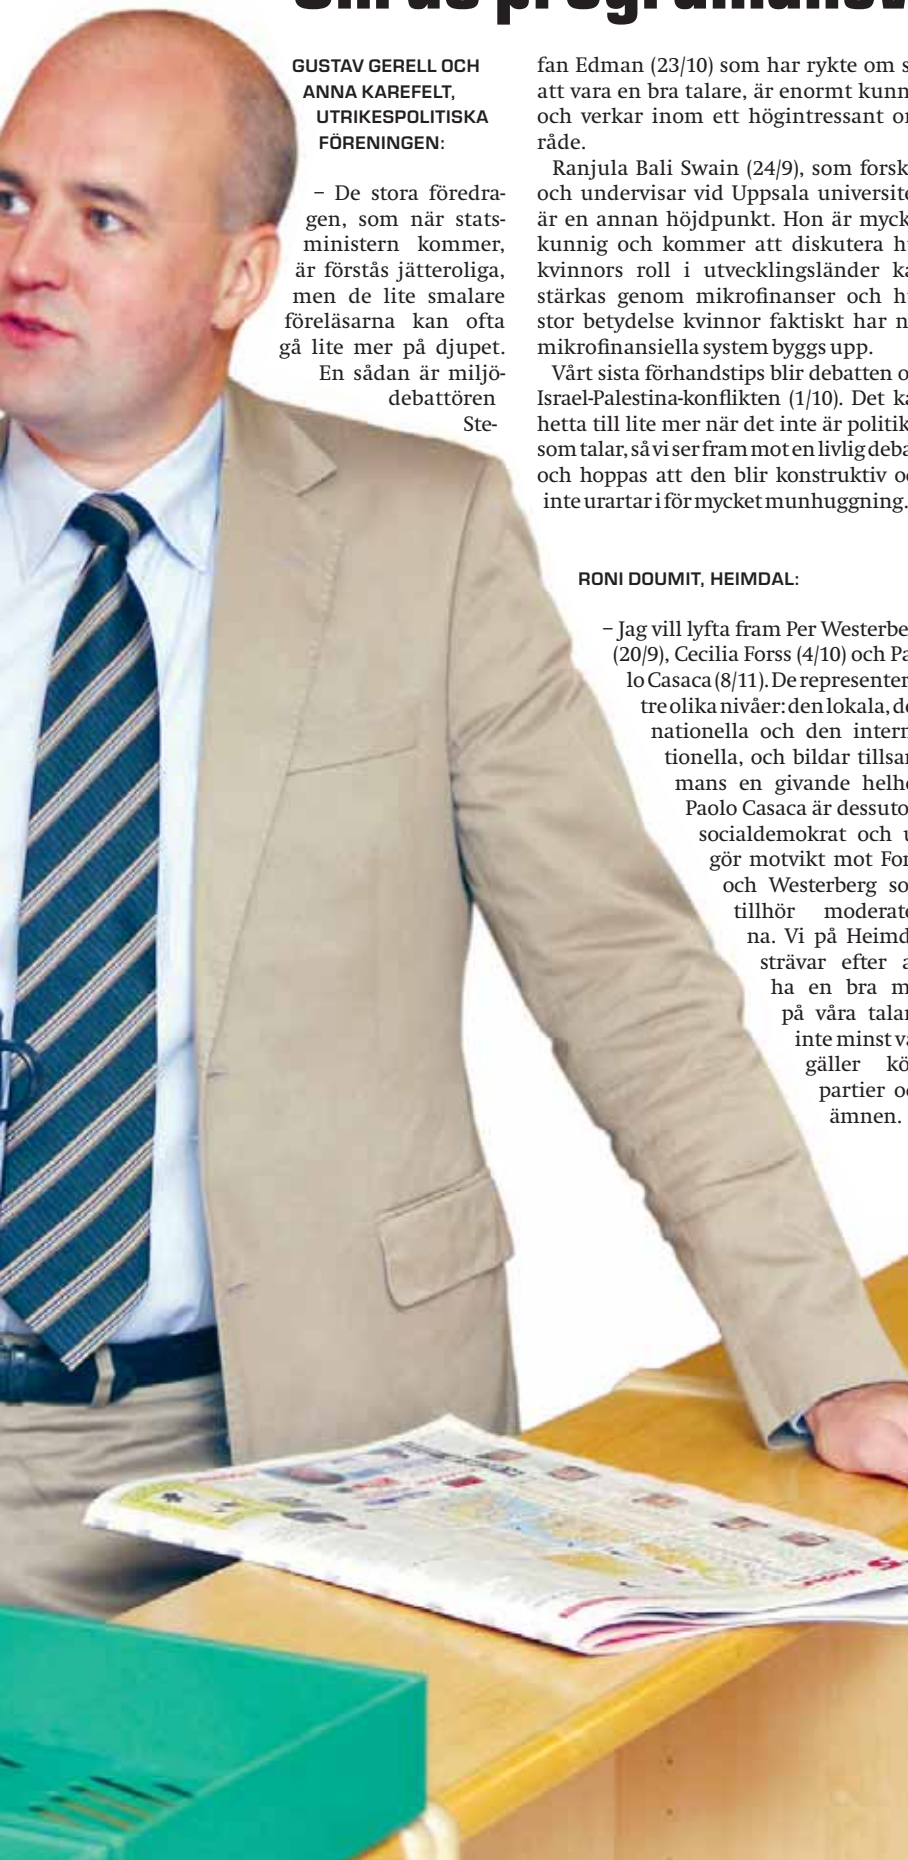 Om de programansv
GUSTAV GERELL OCH
ANNA KAREFELT,
UTRIKESPOLITISKA
FÖRENINGEN:
– De stora föredra-
gen, som när stats-
ministern kommer,
är förstås jätteroliga,
men de lite smalare
föreläsarna kan ofta
gå lite mer på djupet.
En sådan är miljö-
debattören
Ste-
fan Edman (23/10) som har rykte om s
att vara en bra talare, är enormt kunn
och verkar inom ett högintressant o
råde.
Ranjula Bali Swain (24/9), som forsk
och undervisar vid Uppsala universite
är en annan höjdpunkt. Hon är myck
kunnig och kommer att diskutera h
kvinnors roll i utvecklingsländer ka
stärkas genom mikrofinanser och h
stor betydelse kvinnor faktiskt har n
mikrofinansiella system byggs upp.
Vårt sista förhandstips blir debatten o
Israel-Palestina-konflikten (1/10). Det ka
hetta till lite mer när det inte är politik
som talar, så vi ser fram mot en livlig deba
och hoppas att den blir konstruktiv o
inte urartar i för mycket munhuggning.
RONI DOUMIT, HEIMDAL:
– Jag vill lyfta fram Per Westerbe
(20/9), Cecilia Forss (4/10) och Pa
lo Casaca (8/11). De representer
tre olika nivåer: den lokala, de
nationella och den intern
tionella, och bildar tillsa
mans en givande helhe
Paolo Casaca är dessuto
socialdemokrat och u
gör motvikt mot For
och Westerberg so
tillhör moderate
na. Vi på Heimd
strävar efter a
ha en bra m
på våra talar
inte minst va
gäller kö
partier o
ämnen.